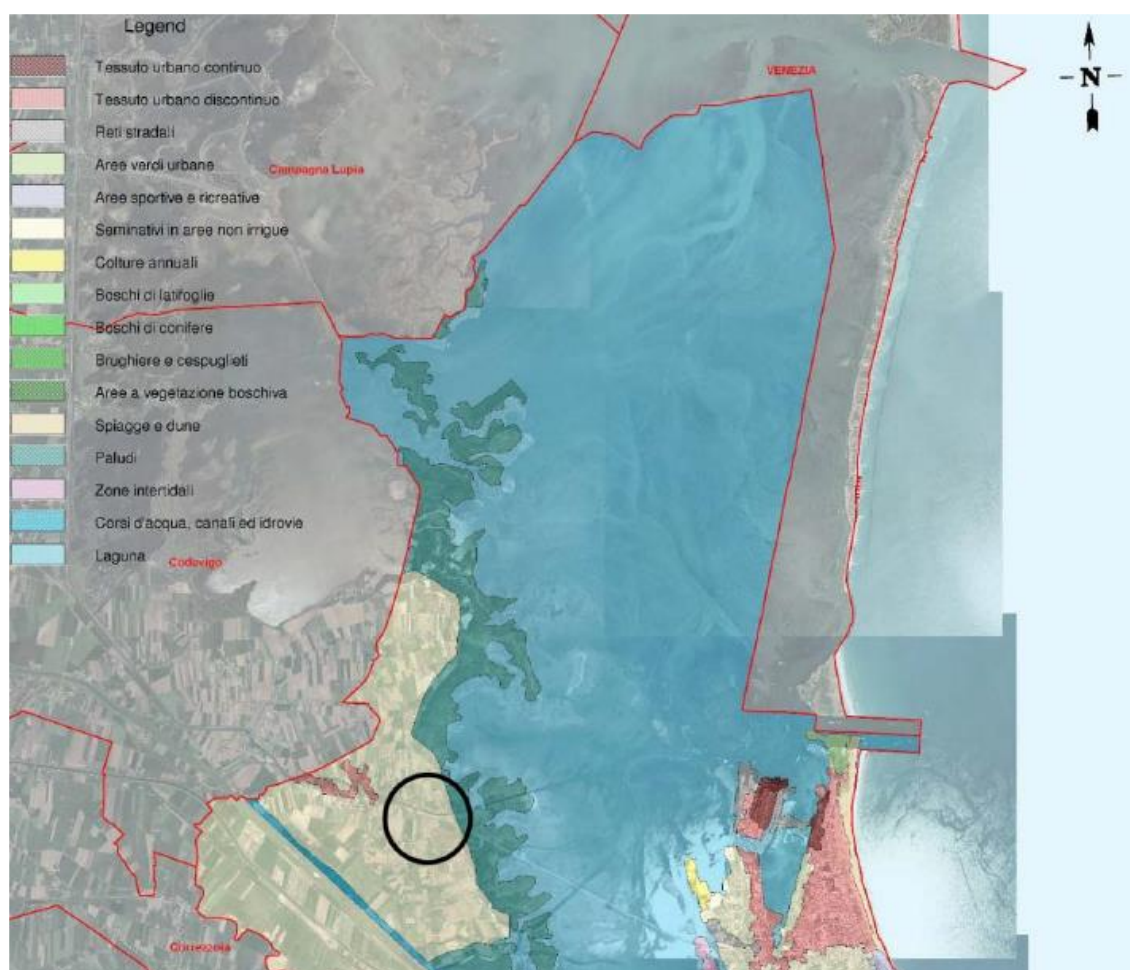 Legend
Tessuto urbano continuo
Tessuto urbano discontinuo
Reti stradali
Aree verdi urbane
Aree sportive e ricreative
Seminativi in aree non irrigue
Colture annuali
Boschi di latifoglie
Boschi di conifere
Brughiere e cespuglieti
Aree a vegetazione boschiva
Spiagge e dune
Paludi
Zone intertidali
Corsi d'acqua, canali ed idrovie
Laguna
VENEZIA
N
Campagna Lupia
Codevigo
Correzzola